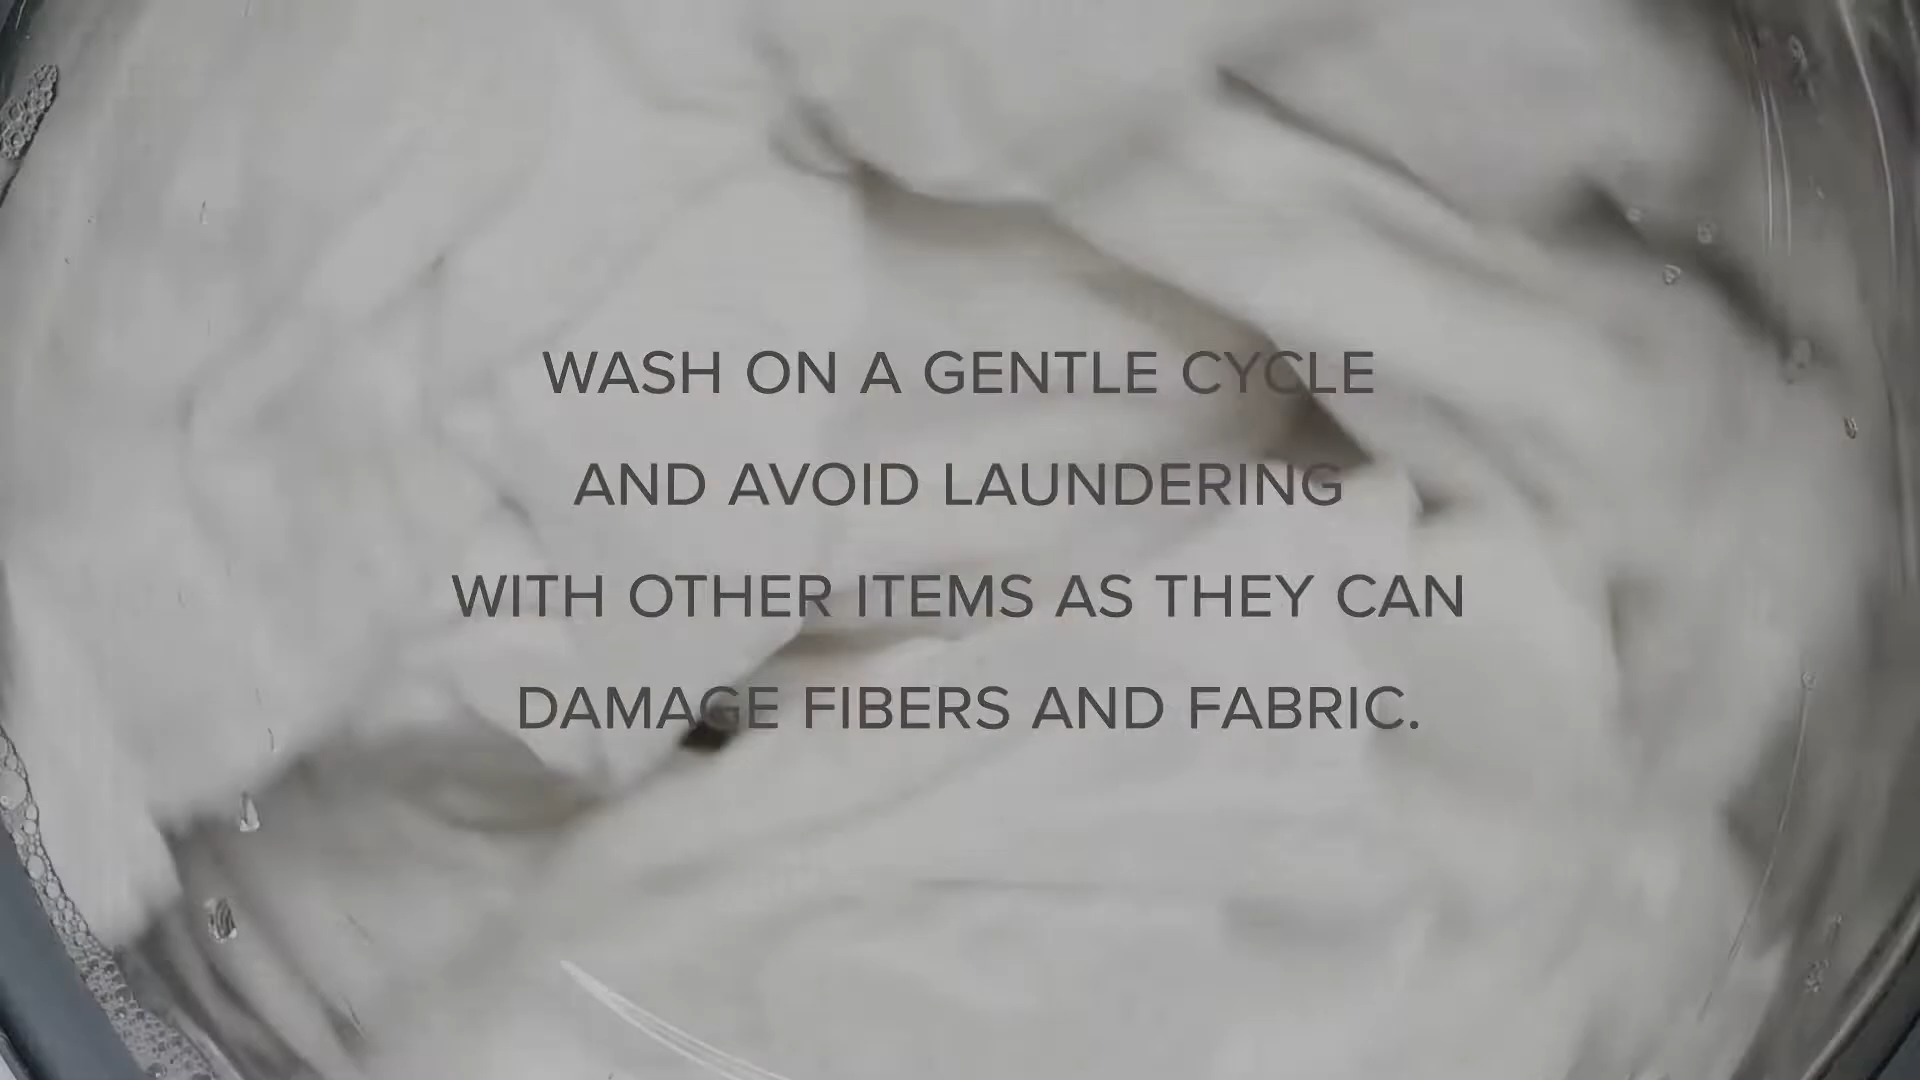 WASH ON A GENTLE CYCLE
AND AVOID LAUNDERING
WITH OTHER ITEMS AS THEY CAN
DAMAGE FIBERS AND FABRIC.